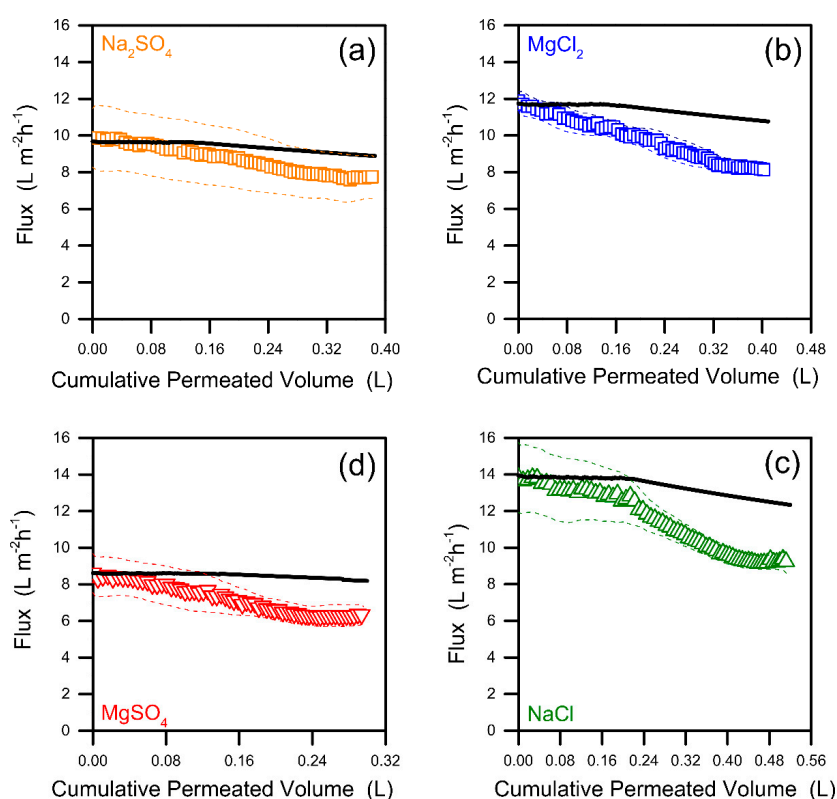 Na₂SO₄
(a)
16
14
12
10
8
6
4
2
0
Flux (L m⁻²h⁻¹)
0.00 0.08 0.16 0.24 0.32 0.40
Cumulative Permeated Volume (L)
MgCl₂
(b)
16
14
12
10
8
6
4
2
0
Flux (L m⁻²h⁻¹)
0.00 0.08 0.16 0.24 0.32 0.40 0.48
Cumulative Permeated Volume (L)
(d)
16
14
12
10
8
6
4
2
0
Flux (L m⁻²h⁻¹)
MgSO₄
0.00 0.08 0.16 0.24 0.32
Cumulative Permeated Volume (L)
(c)
16
14
12
10
8
6
4
2
0
Flux (L m⁻²h⁻¹)
NaCl
0.00 0.08 0.16 0.24 0.32 0.40 0.48 0.56
Cumulative Permeated Volume (L)